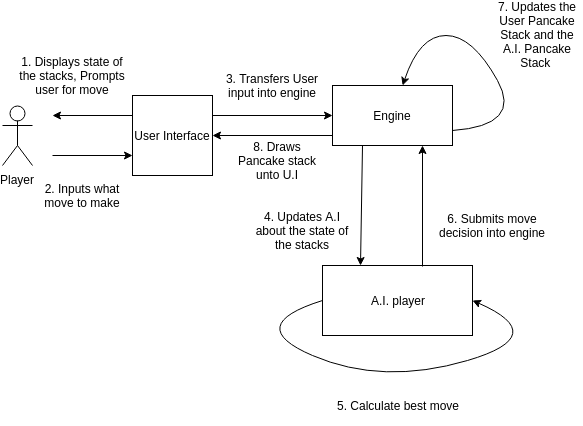 7. Updates the
User Pancake
Stack and the
A.I. Pancake
Stack
1. Displays state of
the stacks, Prompts
user for move
3. Transfers User
input into engine
Engine
User Interface
8. Draws
Pancake stack
unto U.I
Player
2. Inputs what
move to make
4. Updates A.I
about the state of
the stacks
6. Submits move
decision into engine
A.I. player
5. Calculate best move